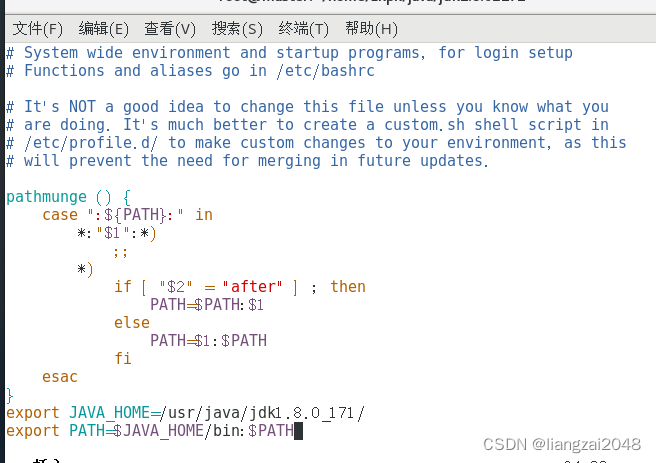 文件(F) 编辑(E) 查看(V) 搜索(S) 终端(T) 帮助(H)
# System wide environment and startup programs, for login setup
# Functions and aliases go in /etc/bashrc
# It's NOT a good idea to change this file unless you know what you
# are doing. It's much better to create a custom.sh shell script in
# /etc/profile.d/ to make custom changes to your environment, as this
# will prevent the need for merging in future updates.
pathmunge () {
case ":${PATH}:" in
*:"$1":*)
;;
*)
if [ "$2" = "after" ] ; then
PATH=$PATH:$1
else
PATH=$1:$PATH
fi
esac
}
export JAVA_HOME=/usr/java/jdk1.8.0_171/
export PATH=$JAVA_HOME/bin:$PATH
CSDN @liangzai2048